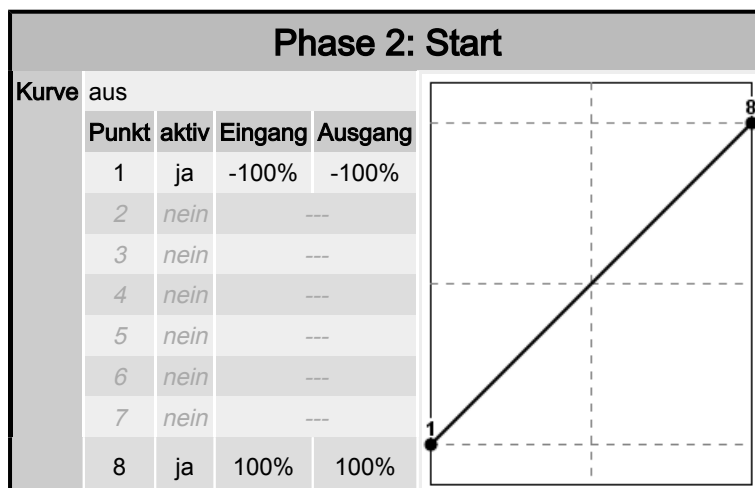 Phase 2: Start
Kurve aus
Punkt aktiv Eingang Ausgang
1 ja -100% -100%
2 nein ---
3 nein ---
4 nein ---
5 nein ---
6 nein ---
7 nein ---
8 ja 100% 100%
8
1